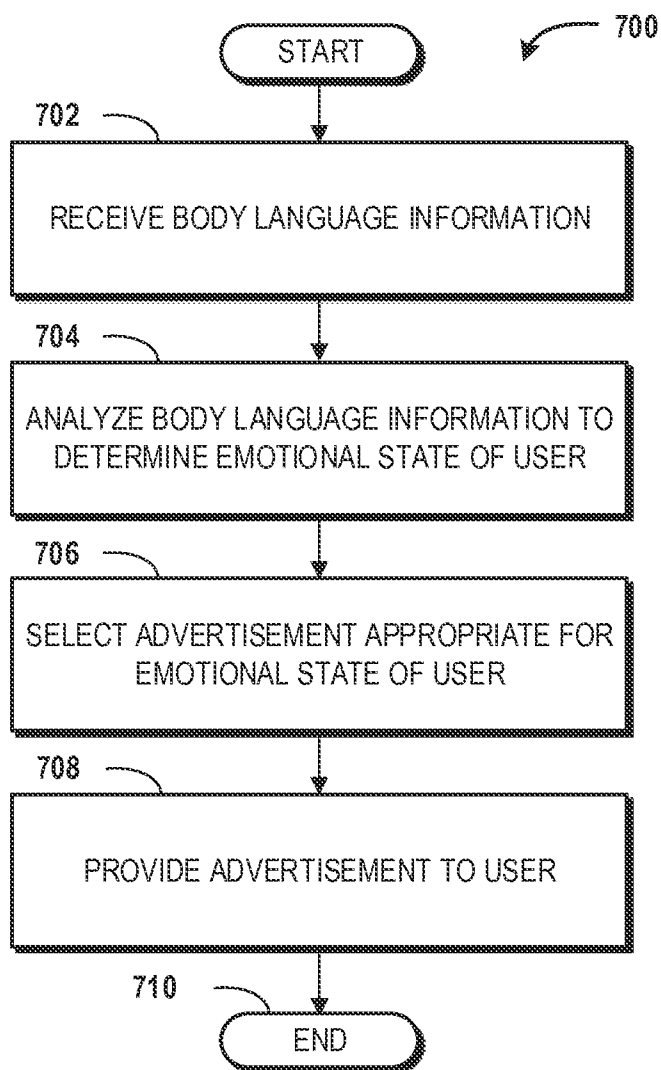 START
700
702
RECEIVE BODY LANGUAGE INFORMATION
704
ANALYZE BODY LANGUAGE INFORMATION TO
DETERMINE EMOTIONAL STATE OF USER
706
SELECT ADVERTISEMENT APPROPRIATE FOR
EMOTIONAL STATE OF USER
708
PROVIDE ADVERTISEMENT TO USER
710
END